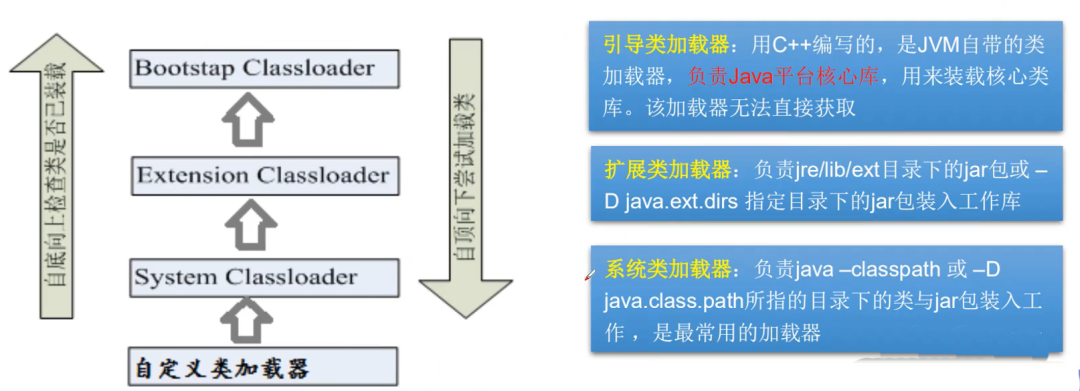 自底向上检查类是否已装载
Bootstap Classloader
Extension Classloader
System Classloader
自定义类加载器
自顶向下尝试加载类
引导类加载器：用C++编写的，是JVM自带的类
加载器，负责Java平台核心库，用来装载核心类
库。该加载器无法直接获取
扩展类加载器：负责jre/lib/ext目录下的jar包或 –
D java.ext.dirs 指定目录下的jar包装入工作库
系统类加载器：负责java –classpath 或 –D
java.class.path所指的目录下的类与jar包装入工
作 ，是最常用的加载器